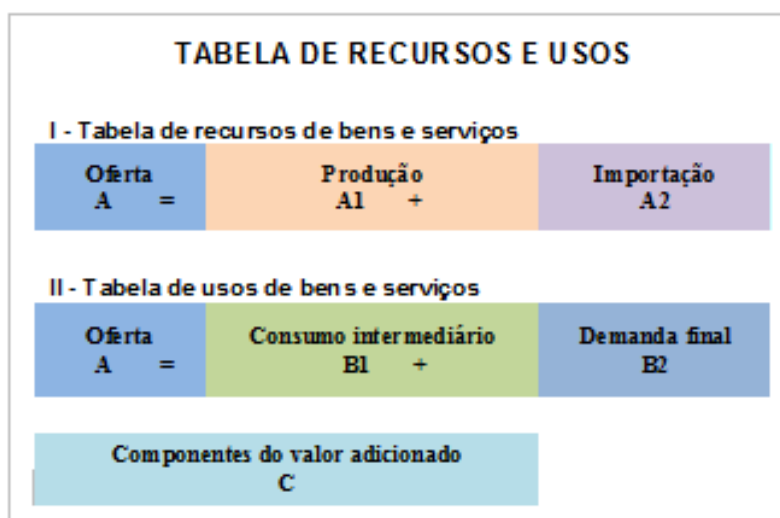 TABELA DE RECURSOS E USOS
I - Tabela de recursos de bens e serviços
Oferta Produção Importação
A = A1 + A2
II - Tabela de usos de bens e serviços
Oferta Consumo intermediário Demanda final
A = B1 + B2
Componentes do valor adicionado
C